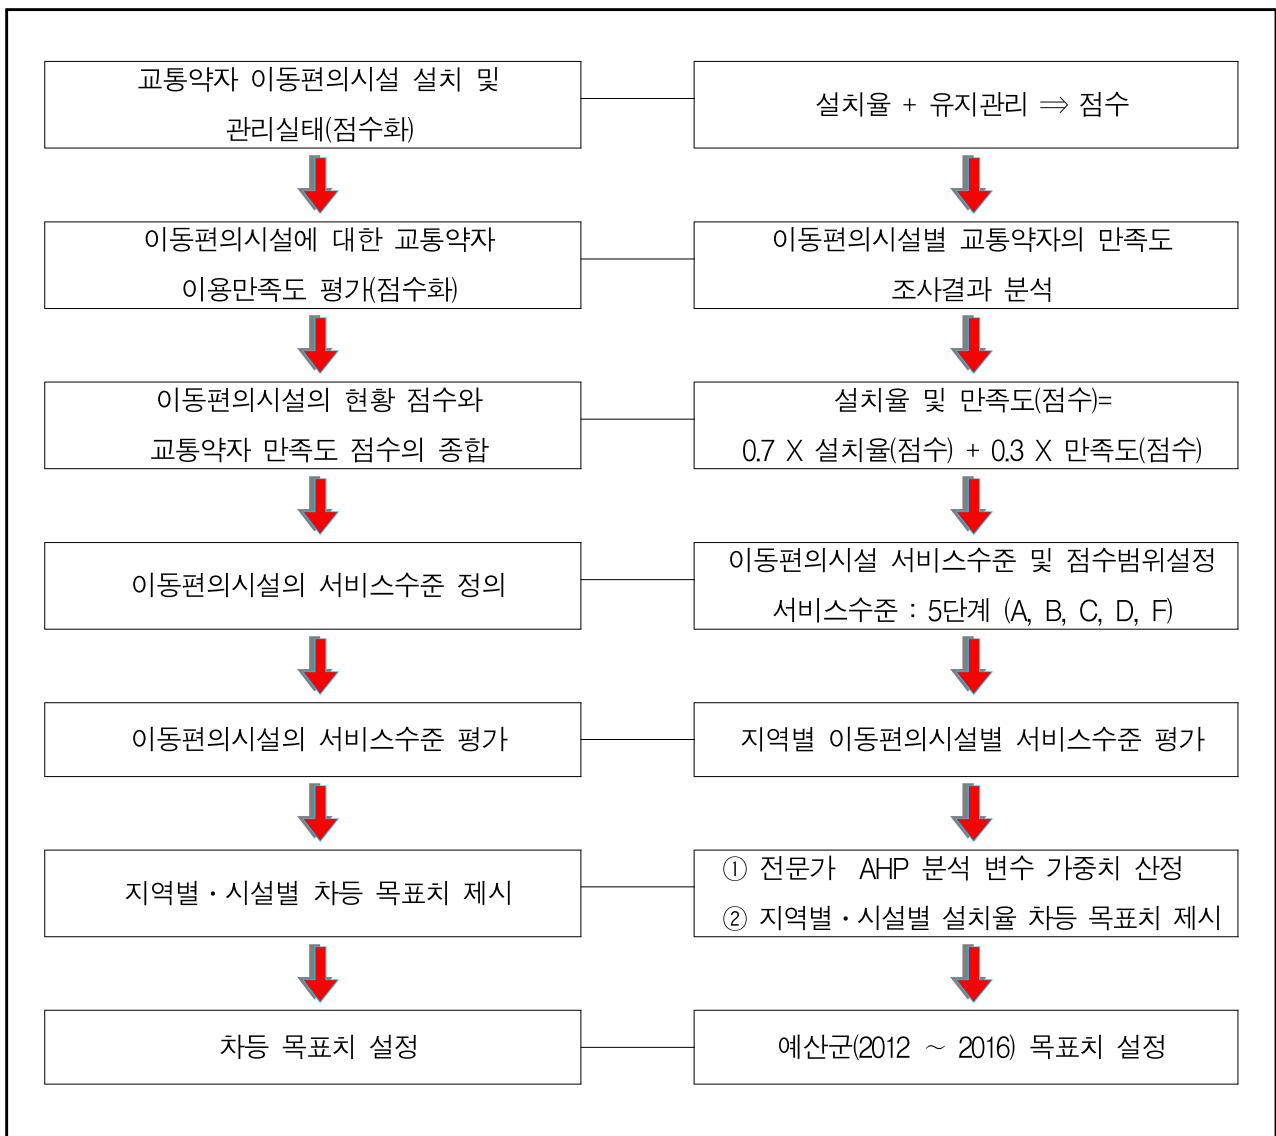 교통약자 이동편의시설 설치 및
관리실태(점수화)
설치율 + 유지관리 ⇒ 점수
이동편의시설에 대한 교통약자
이용만족도 평가(점수화)
이동편의시설별 교통약자의 만족도
조사결과 분석
이동편의시설의 현황 점수와
교통약자 만족도 점수의 종합
설치율 및 만족도(점수)=
0.7 X 설치율(점수) + 0.3 X 만족도(점수)
이동편의시설의 서비스수준 정의
이동편의시설 서비스수준 및 점수범위설정
서비스수준 : 5단계 (A, B, C, D, F)
이동편의시설의 서비스수준 평가
지역별 이동편의시설별 서비스수준 평가
지역별·시설별 차등 목표치 제시
① 전문가 AHP 분석 변수 가중치 산정
② 지역별·시설별 설치율 차등 목표치 제시
차등 목표치 설정
예산군(2012 ~ 2016) 목표치 설정